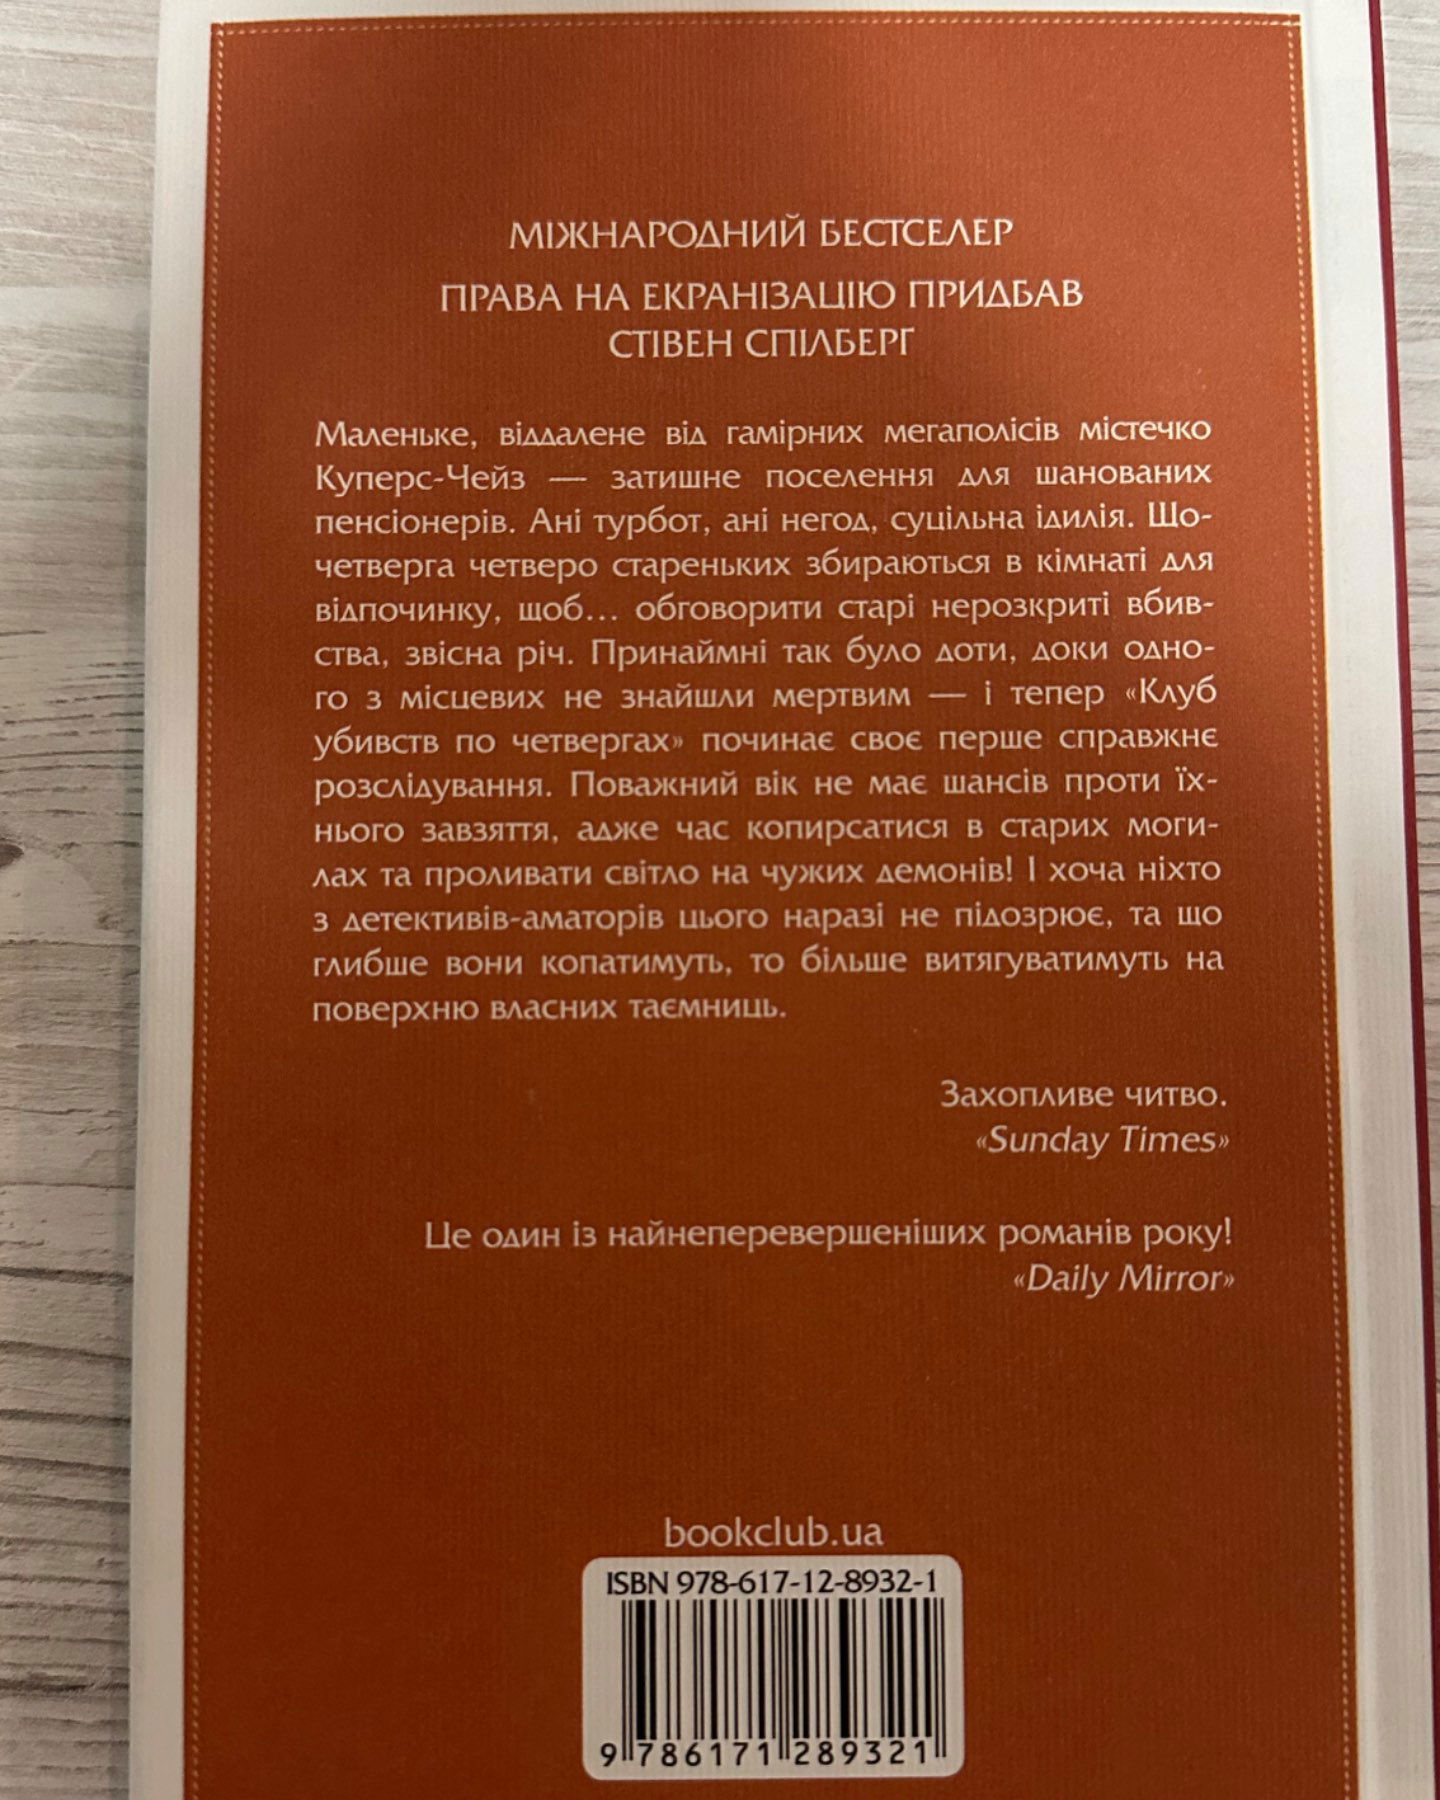 МІЖНАРОДНИЙ БЕСТСЕЛЕР
ПРАВА НА ЕКРАНІЗАЦІЮ ПРИДБАВ
СТІВЕН СПІЛБЕРГ
Маленьке, віддалене від гамірних мегаполісів містечко
Куперс-Чейз — затишне поселення для шанованих
пенсіонерів. Ані турбот, ані негод, суцільна ідилія. Що-
четверга четверо стареньких збираються в кімнаті для
відпочинку, щоб... обговорити старі нерозкриті вбив-
ства, звісна річ. Принаймні так було доти, доки одно-
го з місцевих не знайшли мертвим — і тепер «Клуб
убивств по четвергах» починає своє перше справжнє
розслідування. Поважний вік не має шансів проти їх-
нього завзяття, адже час копирсатися в старих моги-
лах та проливати світло на чужих демонів! І хоча ніхто
з детективів-аматорів цього наразі не підозрює, та що
глибше вони копатимуть, то більше витягуватимуть на
поверхню власних таємниць.
Захопливе читво.
«Sunday Times»
Це один із найнеперевершеніших романів року!
«Daily Mirror»
bookclub.ua
ISBN 978-617-12-8932-1
9 786171 289321